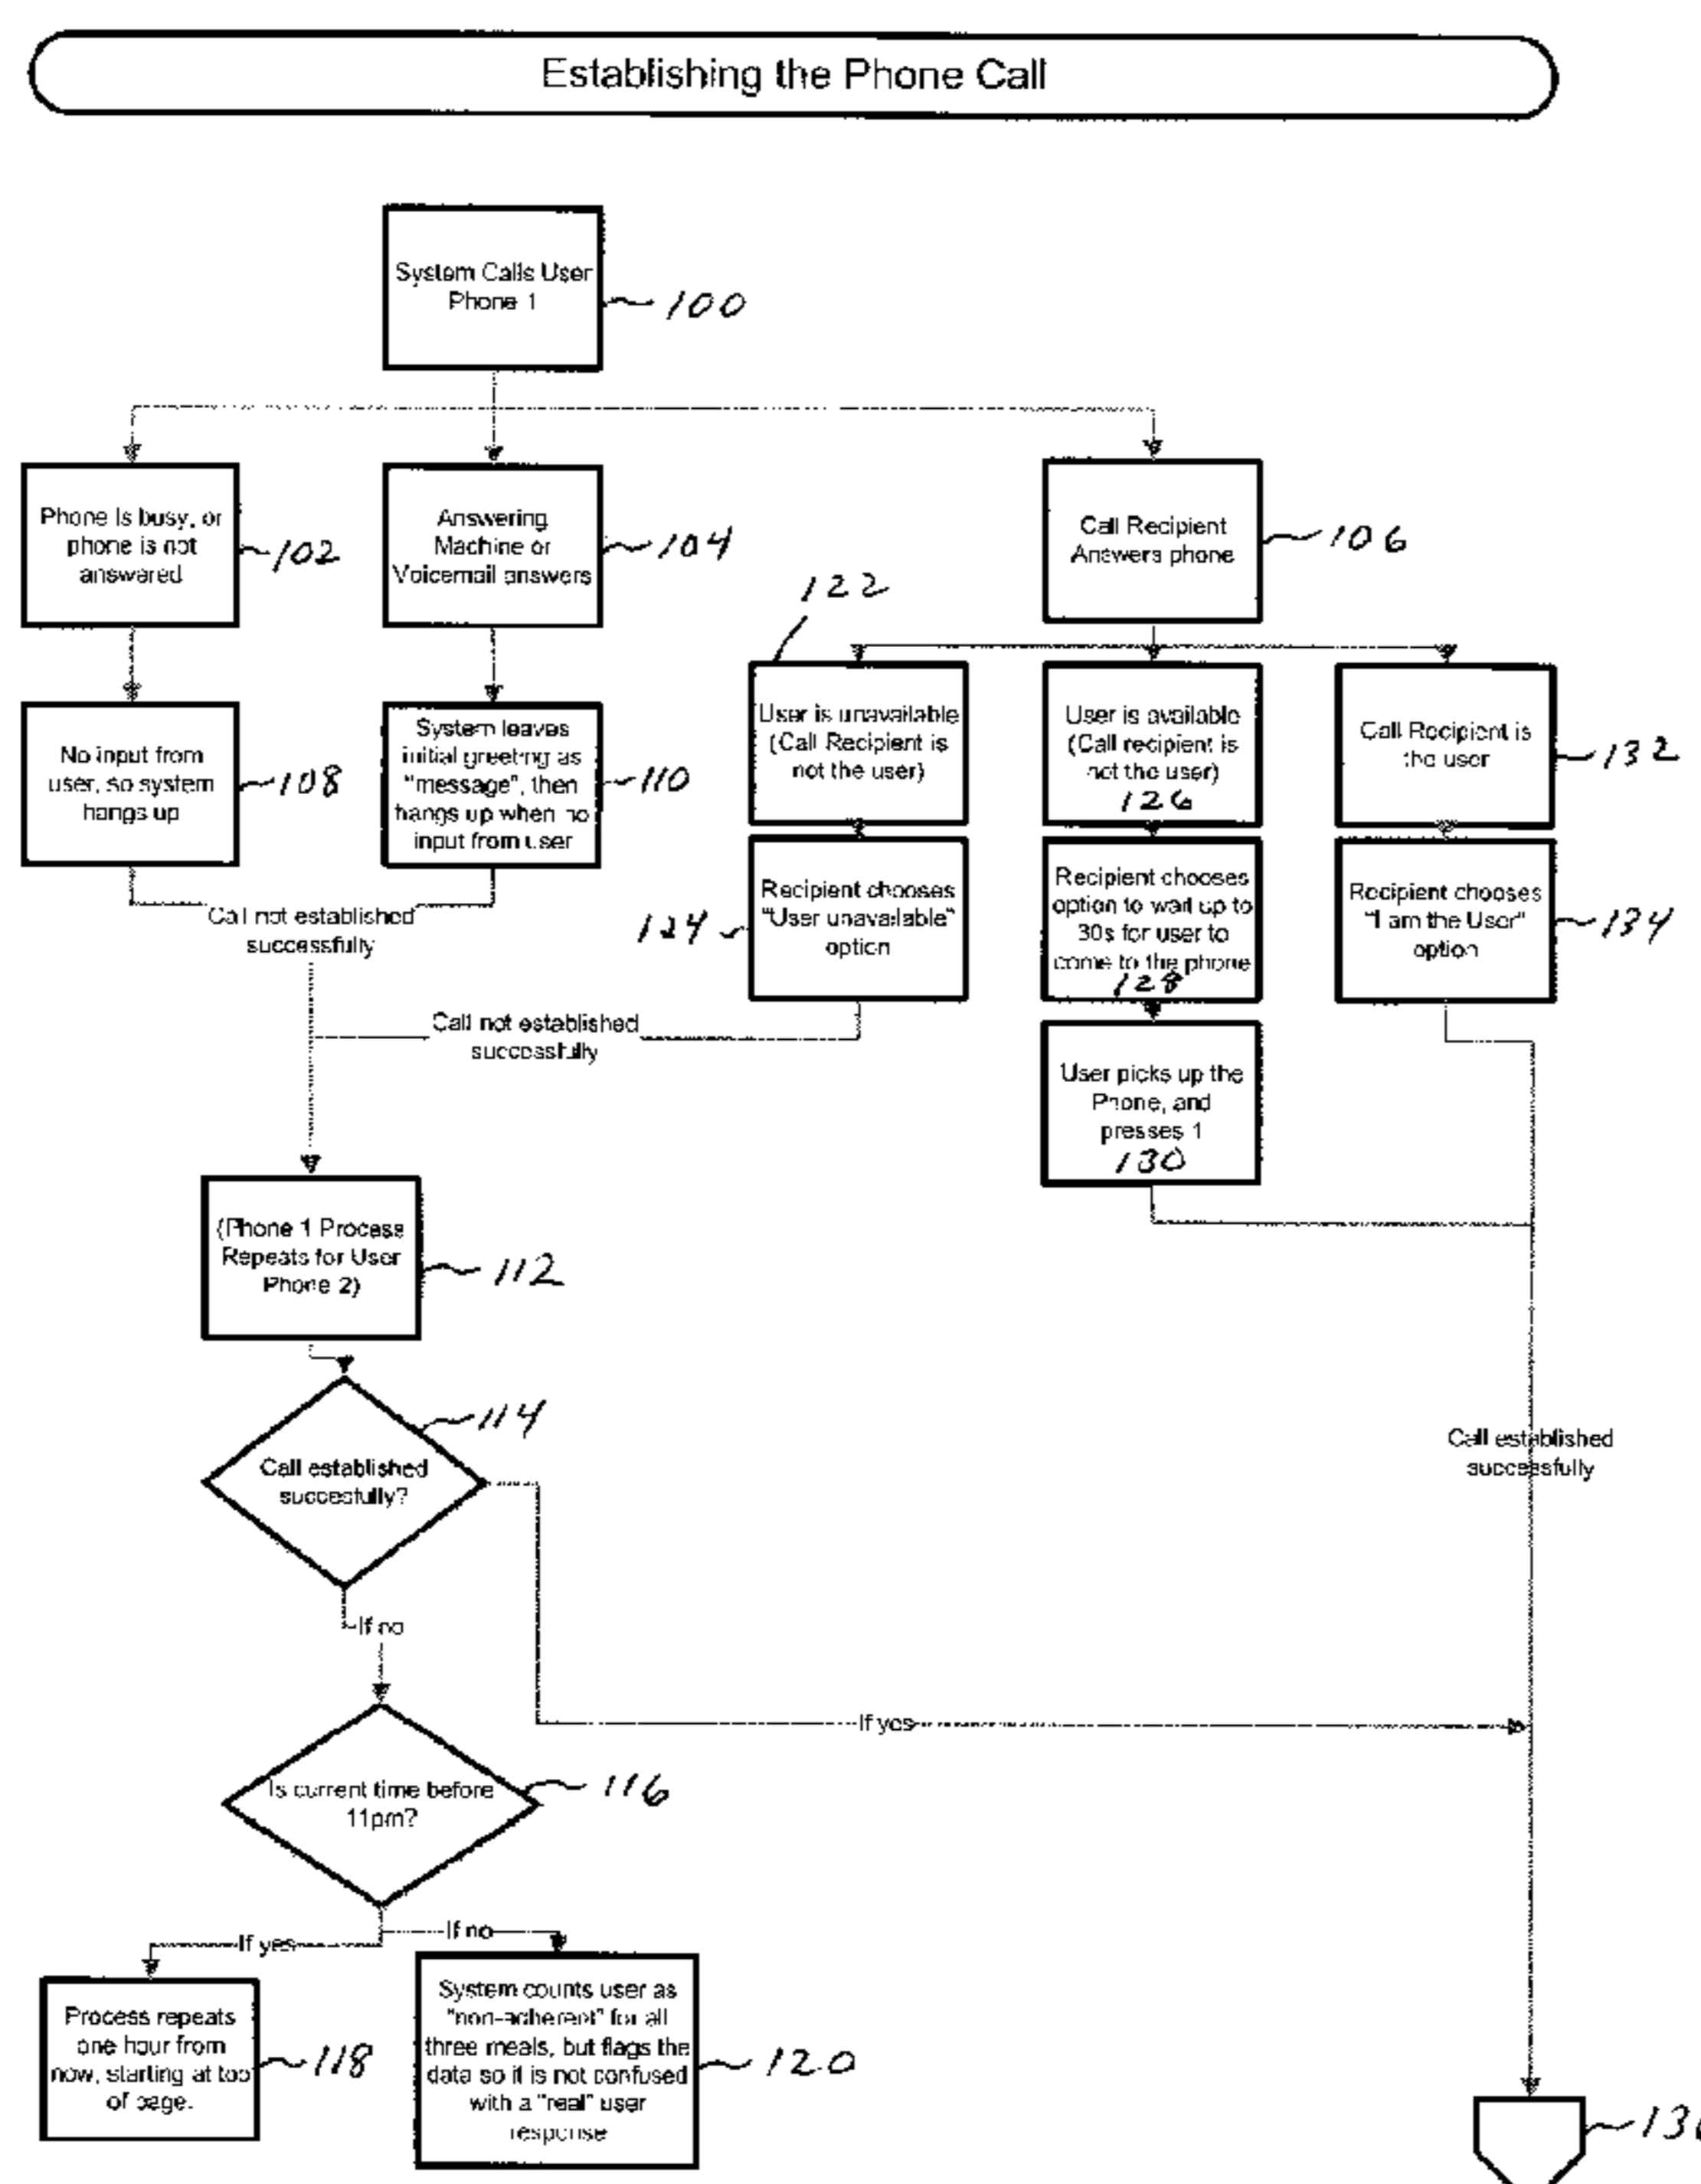 Establishing the Phone Call
System Calls User
Phone 1
100
Phone is busy, or
phone is not
answered
102
Answering
Machine or
Voicemail answers
104
Call Recipient
Answers phone
106
No input from
user, so system
hangs up
108
System leaves
initial greeting as
"message", then
hangs up when no
input from user
110
122
User is unavailable
(Call Recipient is
not the user)
User is available
(Call recipient is
not the user)
126
Call Recipient is
the user
132
Recipient chooses
"User unavailable"
option
124
Recipient chooses
option to wait up to
30s for user to
come to the phone
128
Recipient chooses
"I am the User"
option
134
Call not established
successfully
Call not established
successfully
User picks up the
Phone, and
presses 1
130
(Phone 1 Process
Repeats for User
Phone 2)
112
Call established
succesfully?
114
Call established
successfully
If no
If yes
Is current time before
11pm?
116
If yes
If no
Process repeats
one hour from
now, starting at top
of page.
118
System counts user as
"non-adherent" for all
three meals, but flags the
data so it is not confused
with a "real" user
response
120